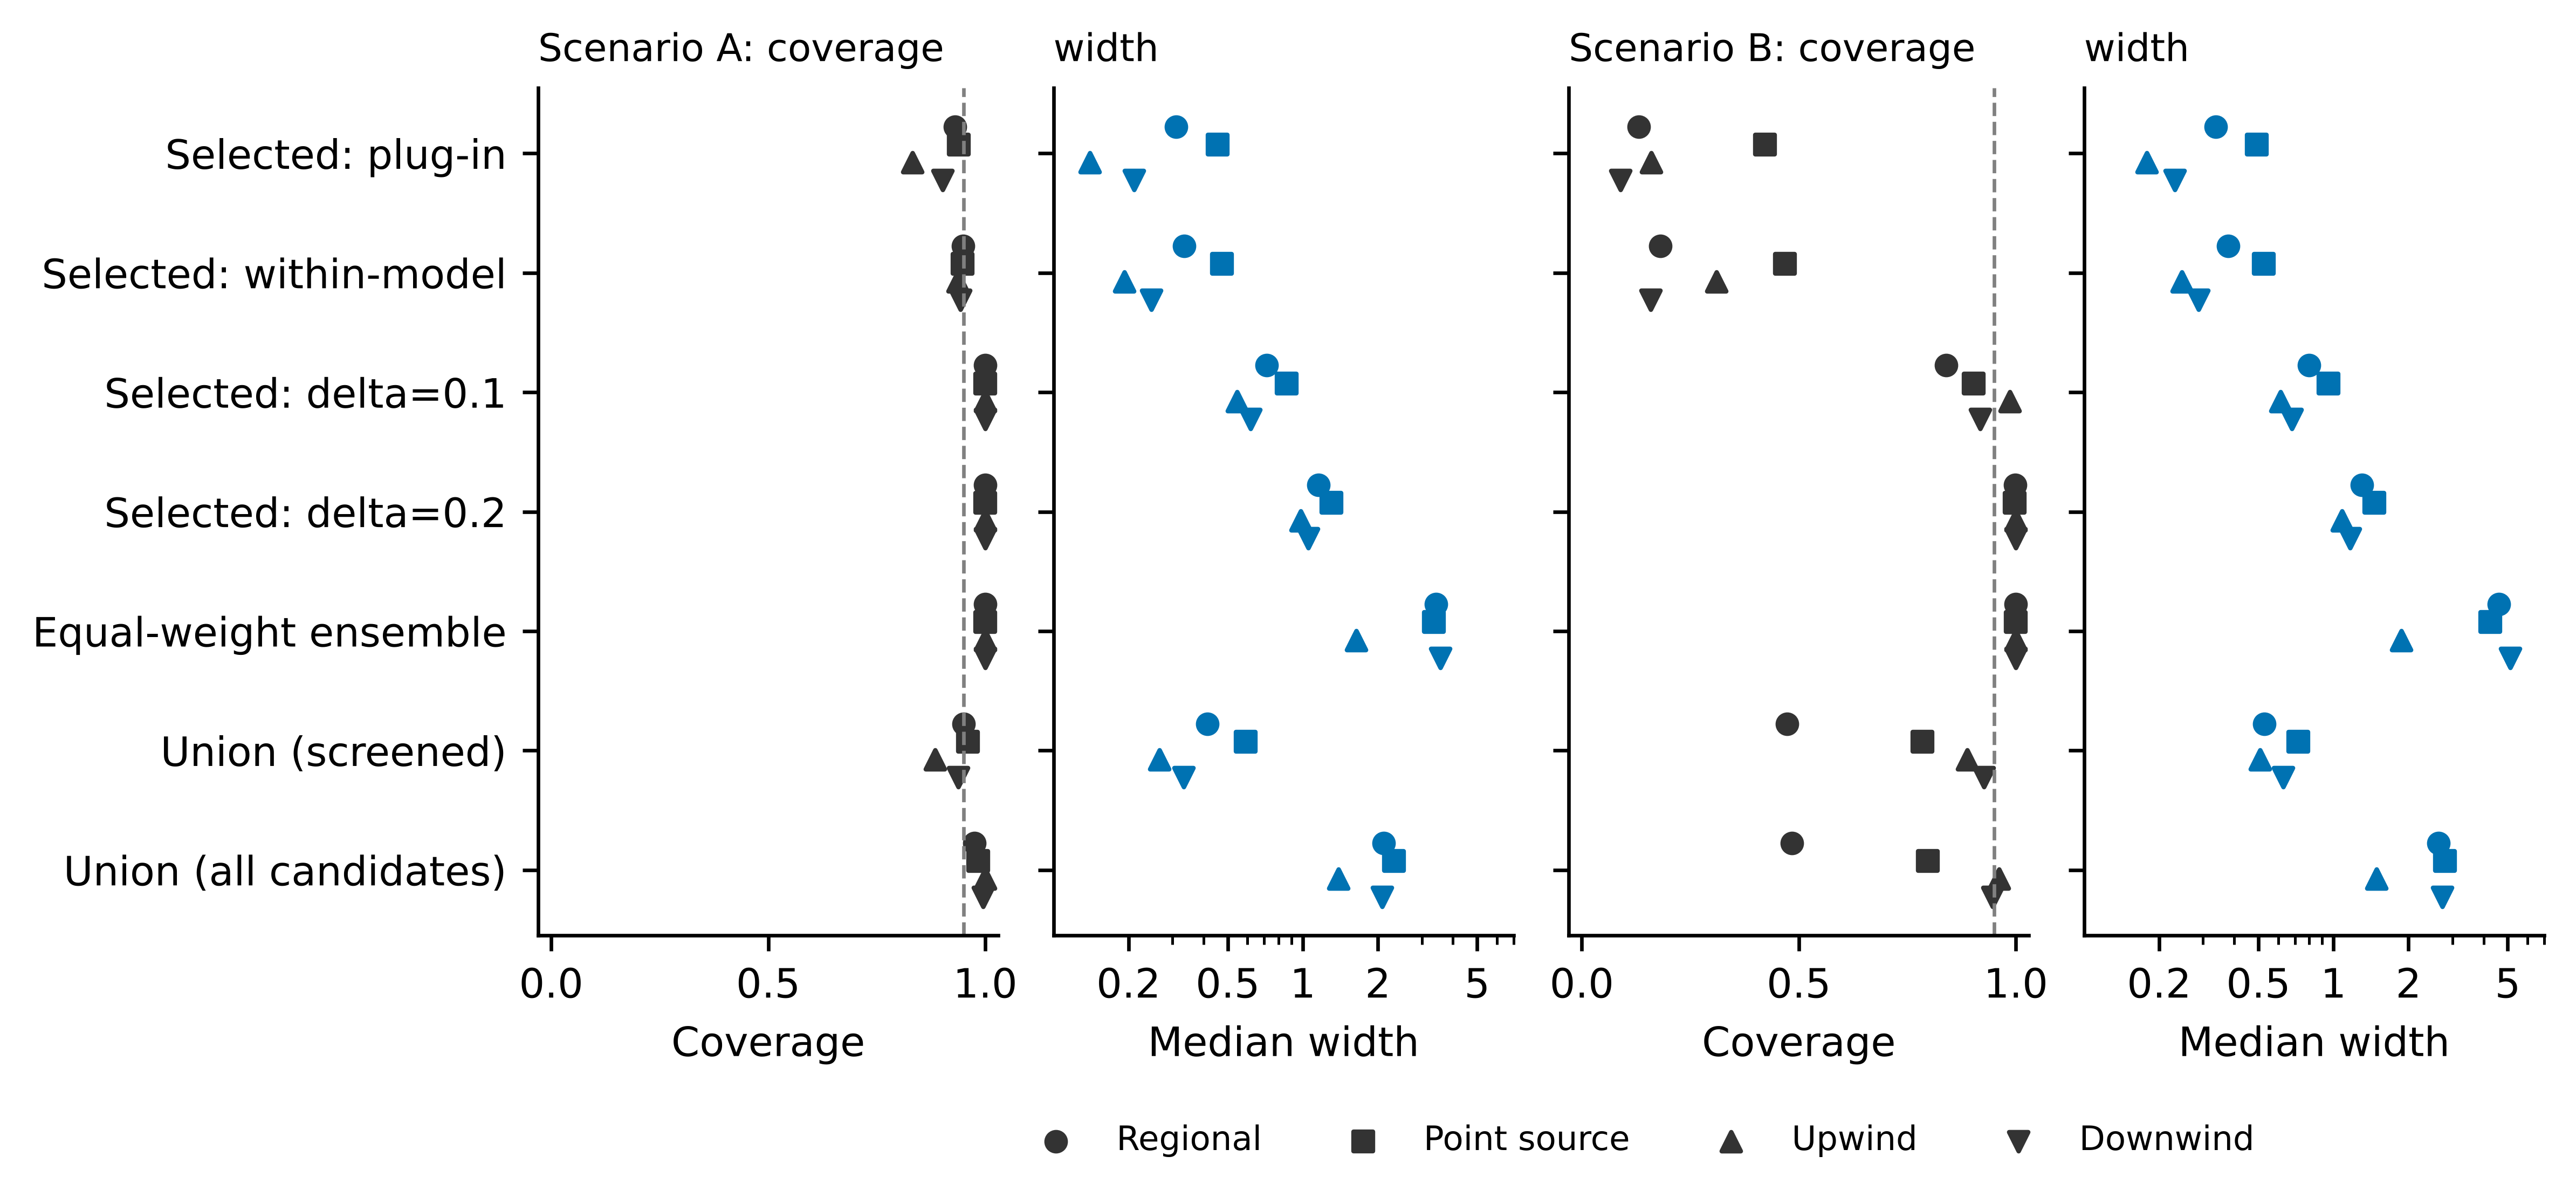 Scenario A: coverage
width
Scenario B: coverage
width
Selected: plug-in
Selected: within-model
Selected: delta=0.1
Selected: delta=0.2
Equal-weight ensemble
Union (screened)
Union (all candidates)
0.0 0.5 1.0
0.2 0.5 1 2 5
0.0 0.5 1.0
0.2 0.5 1 2 5
Coverage
Median width
Coverage
Median width
Regional
Point source
Upwind
Downwind